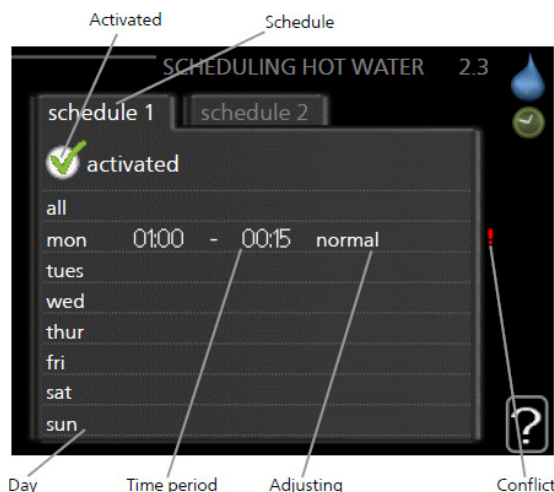 Activated Schedule
SCHEDULING HOT WATER 2.3
schedule 1 schedule 2
activated
all
mon 01:00 - 00:15 normal !
tues
wed
thur
fri
sat
sun ?
Day Time period Adjusting Conflict